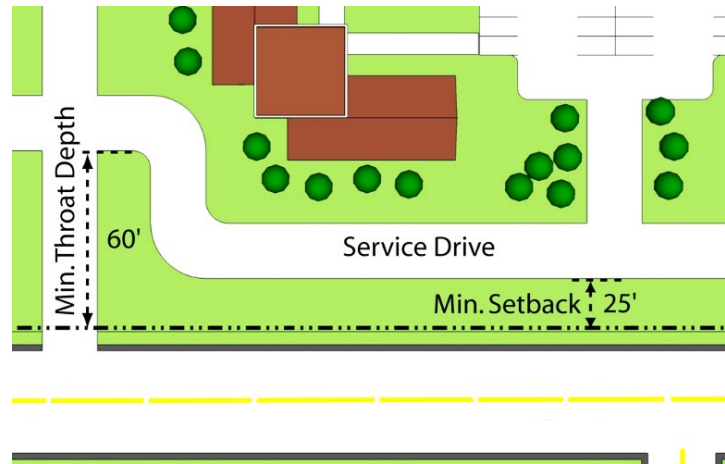 Min. Throat Depth
60'
Service Drive
Min. Setback
25'